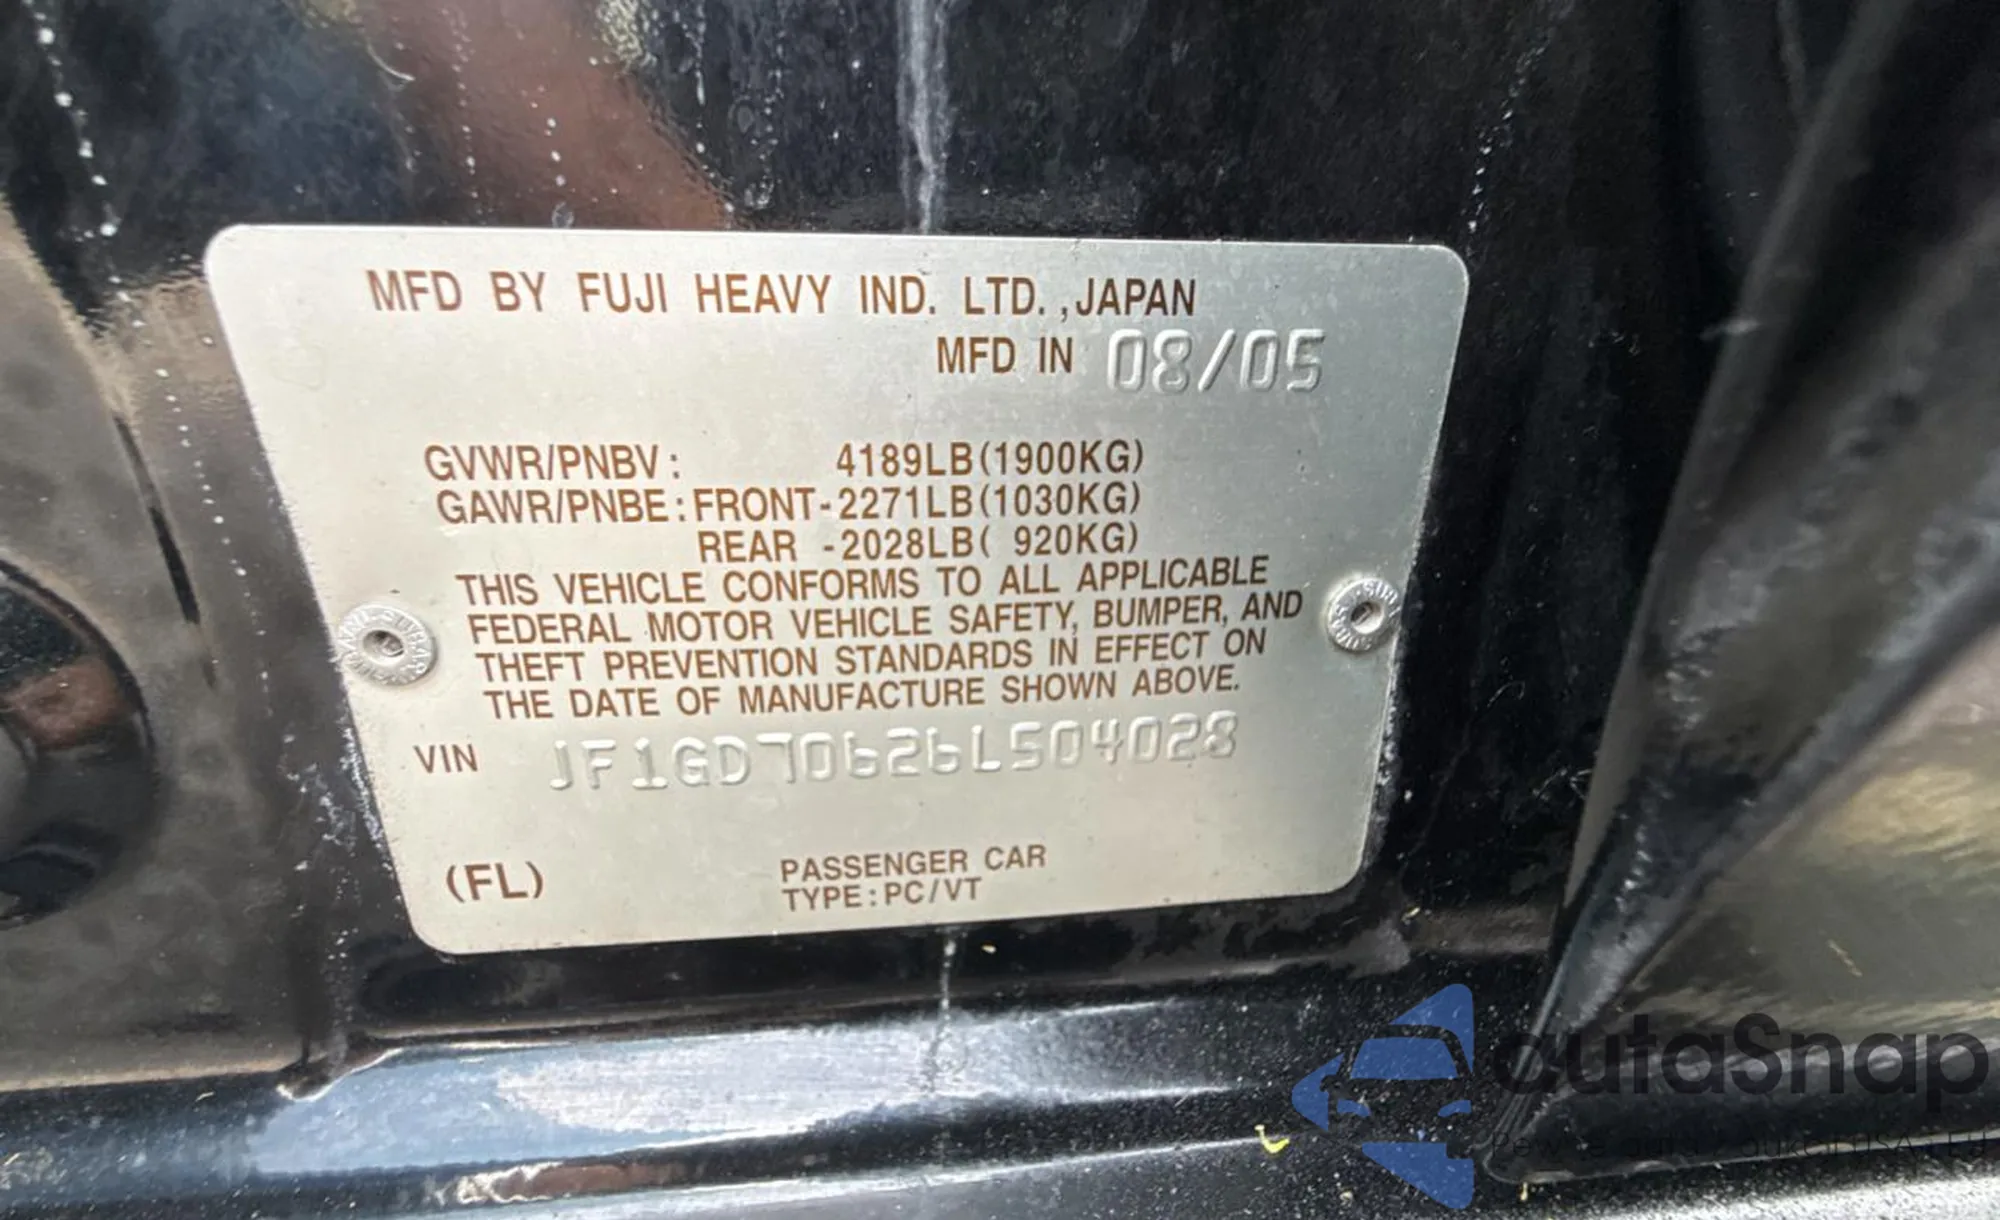 MFD BY FUJI HEAVY IND. LTD.,JAPAN
MFD IN 08/05
GVWR/PNBV: 4189LB(1900KG)
GAWR/PNBE:FRONT-2271LB(1030KG)
REAR -2028LB( 920KG)
THIS VEHICLE CONFORMS TO ALL APPLICABLE
FEDERAL MOTOR VEHICLE SAFETY, BUMPER, AND
THEFT PREVENTION STANDARDS IN EFFECT ON
THE DATE OF MANUFACTURE SHOWN ABOVE.
VIN JF1GD70626L504028
(FL)
PASSENGER CAR
TYPE:PC/VT
autaSnap